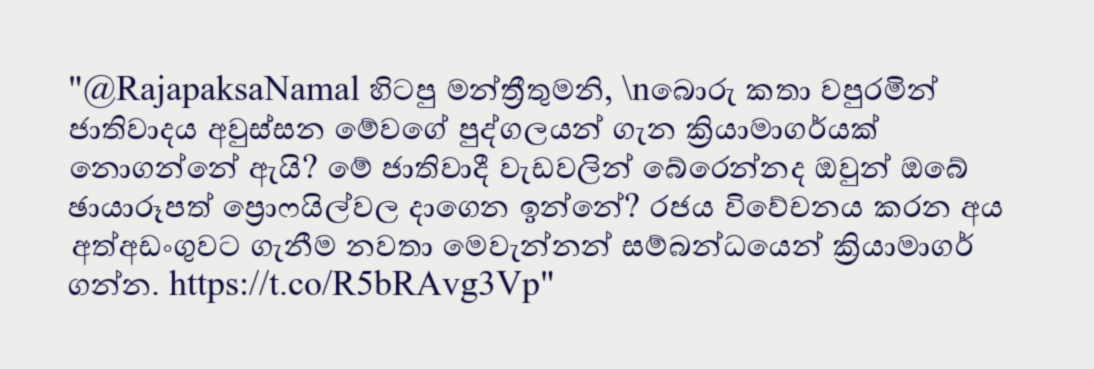 "@RajapaksaNamal හිටපු මන්ත්‍රීතුමනි, \nබොරු කතා වපුරමින්
ජාතිවාදය අවුස්සන මේවගේ පුද්ගලයන් ගැන ක්‍රියාමාගර්යක්
නොගන්නේ ඇයි? මේ ජාතිවාදී වැඩවලින් බේරෙන්නද ඔවුන් ඔබේ
ඡායාරූපත් ප්‍රොෆයිල්වල දාගෙන ඉන්නේ? රජය විවේචනය කරන අය
අත්අඩංගුවට ගැනීම නවතා මෙවැන්නන් සම්බන්ධයෙන් ක්‍රියාමාගර්
ගන්න. https://t.co/R5bRAvg3Vp"